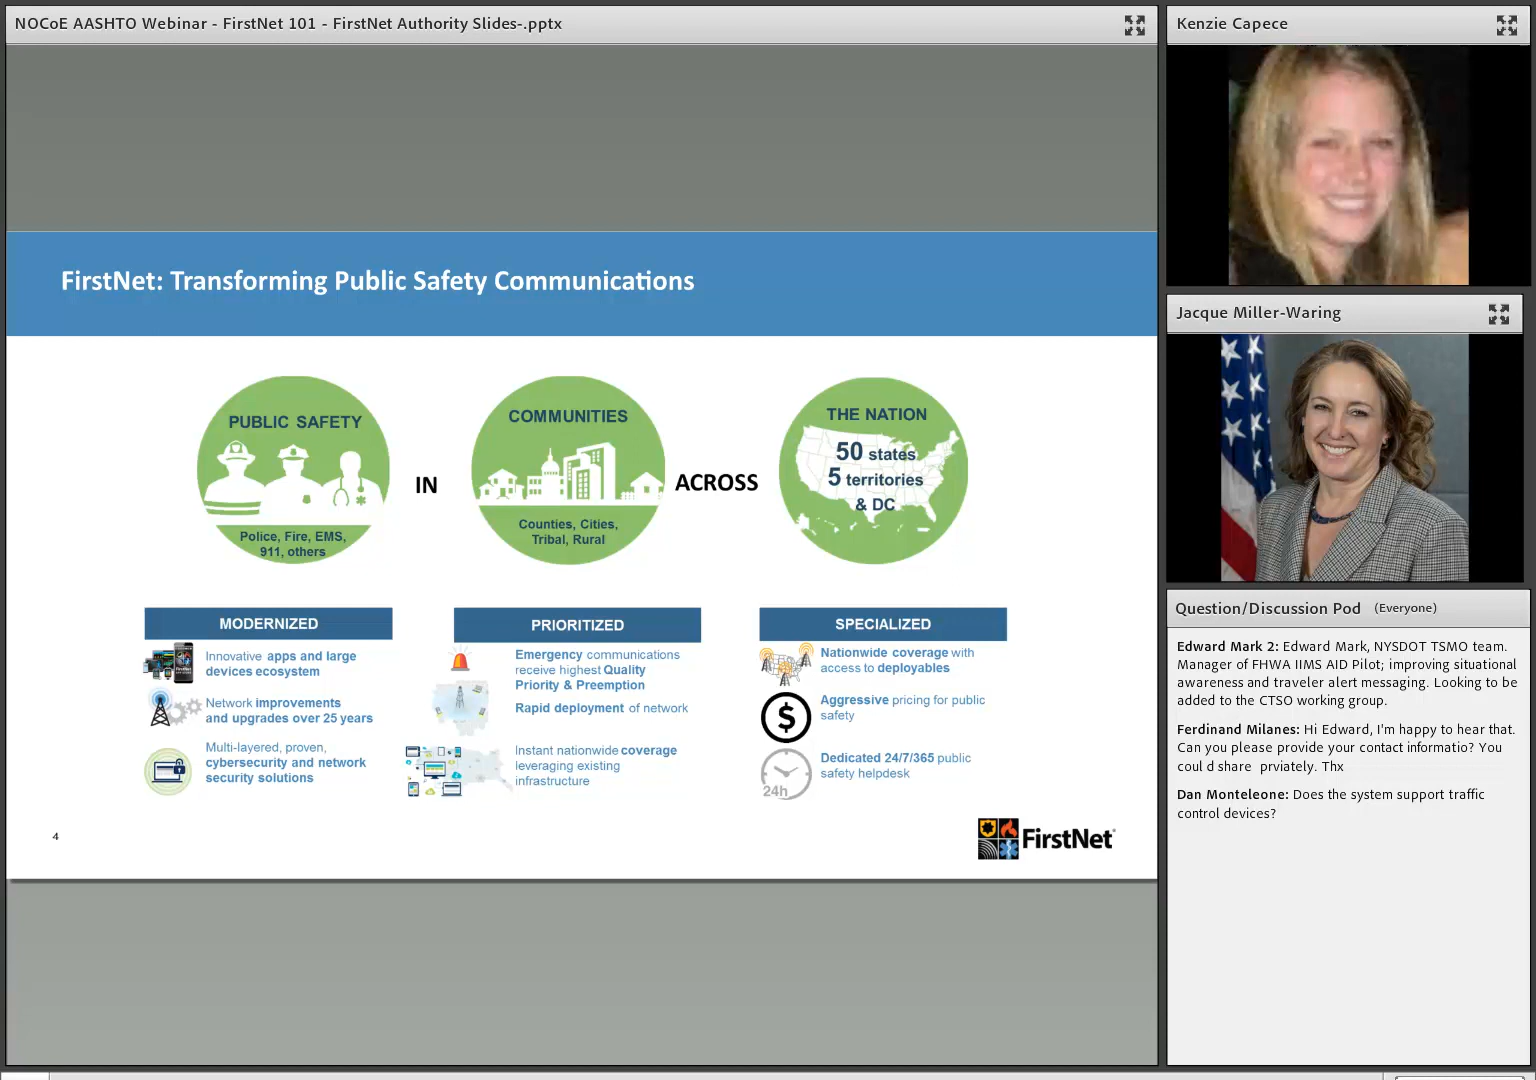 NOCoE AASHTO Webinar - FirstNet 101 - FirstNet Authority Slides-.pptx
FirstNet: Transforming Public Safety Communications
PUBLIC SAFETY
Police, Fire, EMS,
911, others
IN
COMMUNITIES
Counties, Cities,
Tribal, Rural
ACROSS
THE NATION
50 states
5 territories
& DC
MODERNIZED
Innovative apps and large
devices ecosystem
Network improvements
and upgrades over 25 years
Multi-layered, proven,
cybersecurity and network
security solutions
PRIORITIZED
Emergency communications
receive highest Quality
Priority & Preemption
Rapid deployment of network
Instant nationwide coverage
leveraging existing
infrastructure
SPECIALIZED
Nationwide coverage with
access to deployables
$
Aggressive pricing for public
safety
24h
Dedicated 24/7/365 public
safety helpdesk
4
FirstNet
Kenzie Capece
Jacque Miller-Waring
Question/Discussion Pod (Everyone)
Edward Mark 2: Edward Mark, NYSDOT TSMO team.
Manager of FHWA IIMS AID Pilot; improving situational
awareness and traveler alert messaging. Looking to be
added to the CTSO working group.
Ferdinand Milanes: Hi Edward, I'm happy to hear that.
Can you please provide your contact informatio? You
coul d share prviately. Thx
Dan Monteleone: Does the system support traffic
control devices?